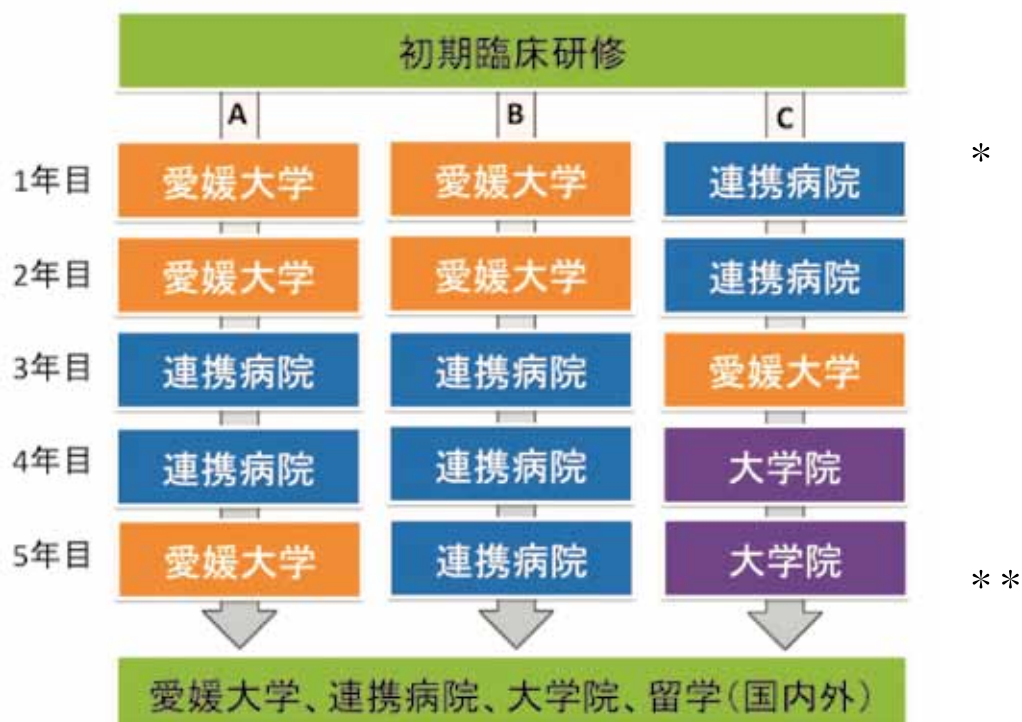 初期臨床研修
A B C
1年目 愛媛大学 愛媛大学 連携病院 *
2年目 愛媛大学 愛媛大学 連携病院
3年目 連携病院 連携病院 愛媛大学
4年目 連携病院 連携病院 大学院
5年目 愛媛大学 連携病院 大学院 **
愛媛大学、連携病院、大学院、留学(国内外)